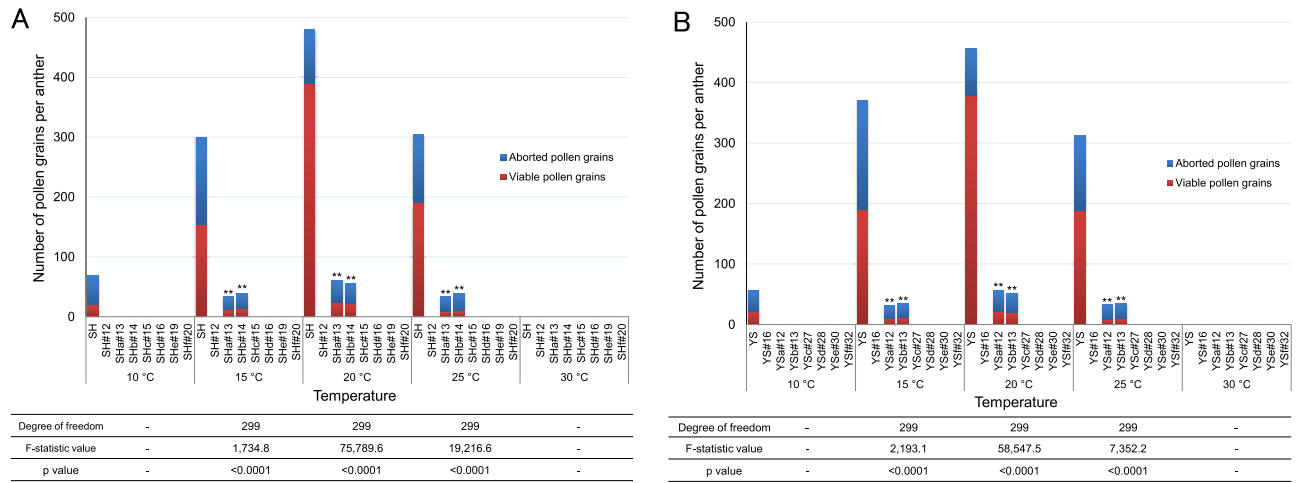 A
Number of pollen grains per anther
500
400
300
200
100
0
Aborted pollen grains
Viable pollen grains
** ** ** ** ** **
SH SH#12 SHa#13 SHb#14 SHc#15 SHd#16 SHe#19 SHf#20 SH SH#12 SHa#13 SHb#14 SHc#15 SHd#16 SHe#19 SHf#20 SH SH#12 SHa#13 SHb#14 SHc#15 SHd#16 SHe#19 SHf#20 SH SH#12 SHa#13 SHb#14 SHc#15 SHd#16 SHe#19 SHf#20 SH SH#12 SHa#13 SHb#14 SHc#15 SHd#16 SHe#19 SHf#20
10 °C 15 °C 20 °C 25 °C 30 °C
Temperature
Degree of freedom - 299 299 299 -
F-statistic value - 1,734.8 75,789.6 19,216.6 -
p value - <0.0001 <0.0001 <0.0001 -
B
Number of pollen grains per anther
500
400
300
200
100
0
Aborted pollen grains
Viable pollen grains
** ** ** ** ** **
YS YS#16 YSa#12 YSb#13 YSc#27 YSd#28 YSe#30 YSf#32 YS YS#16 YSa#12 YSb#13 YSc#27 YSd#28 YSe#30 YSf#32 YS YS#16 YSa#12 YSb#13 YSc#27 YSd#28 YSe#30 YSf#32 YS YS#16 YSa#12 YSb#13 YSc#27 YSd#28 YSe#30 YSf#32 YS YS#16 YSa#12 YSb#13 YSc#27 YSd#28 YSe#30 YSf#32
10 °C 15 °C 20 °C 25 °C 30 °C
Temperature
Degree of freedom - 299 299 299 -
F-statistic value - 2,193.1 58,547.5 7,352.2 -
p value - <0.0001 <0.0001 <0.0001 -